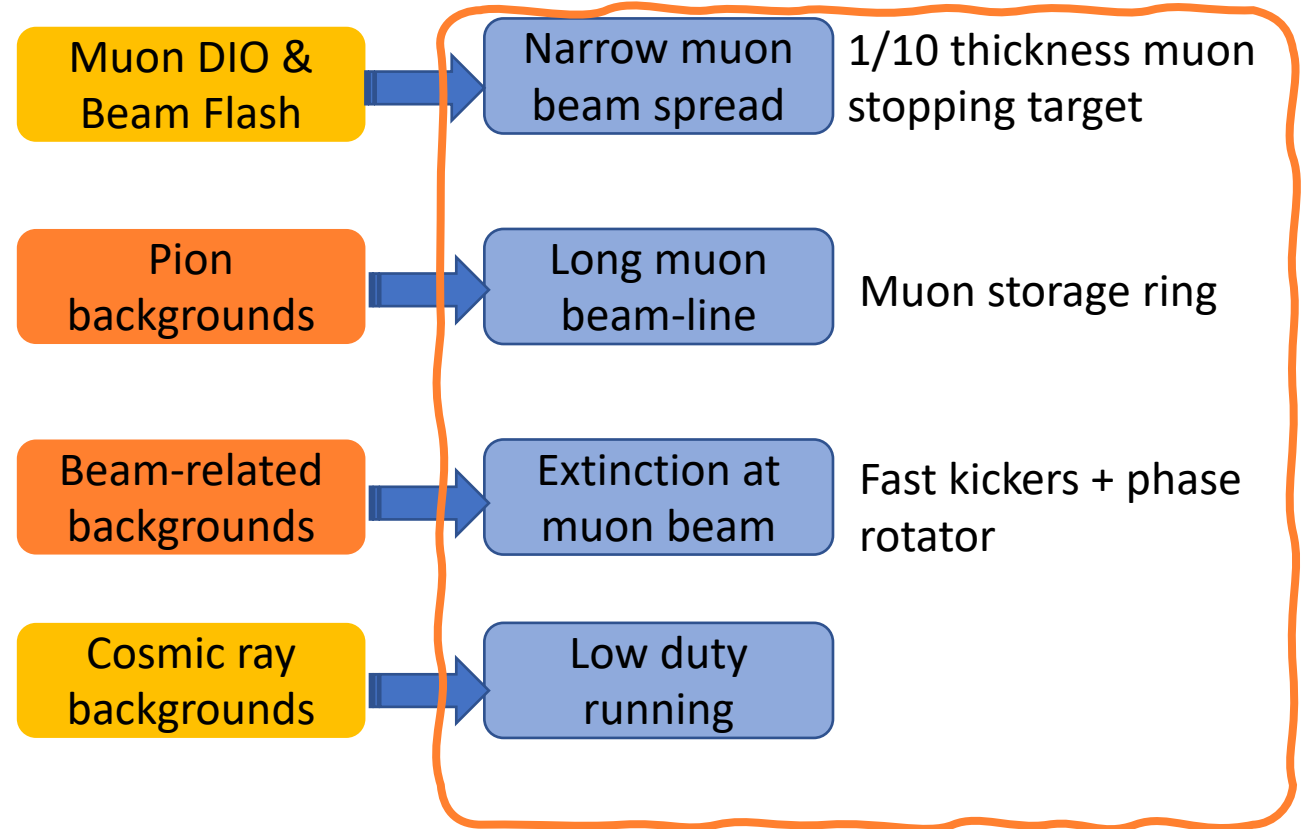 Muon DIO &
Beam Flash
Narrow muon
beam spread
1/10 thickness muon
stopping target
Pion
backgrounds
Long muon
beam-line
Muon storage ring
Beam-related
backgrounds
Extinction at
muon beam
Fast kickers + phase
rotator
Cosmic ray
backgrounds
Low duty
running